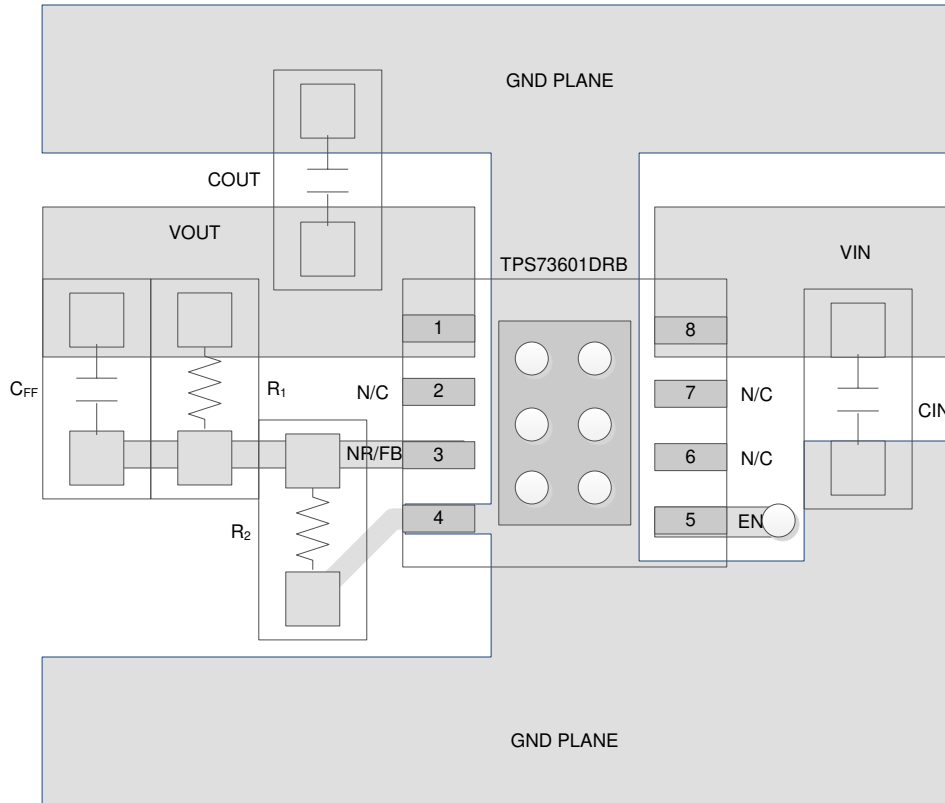 GND PLANE
COUT
VOUT
TPS73601DRB
VIN
1
8
CFF
R1
N/C
2
7
N/C
CIN
NR/FB
3
6
N/C
R2
4
5
EN
GND PLANE